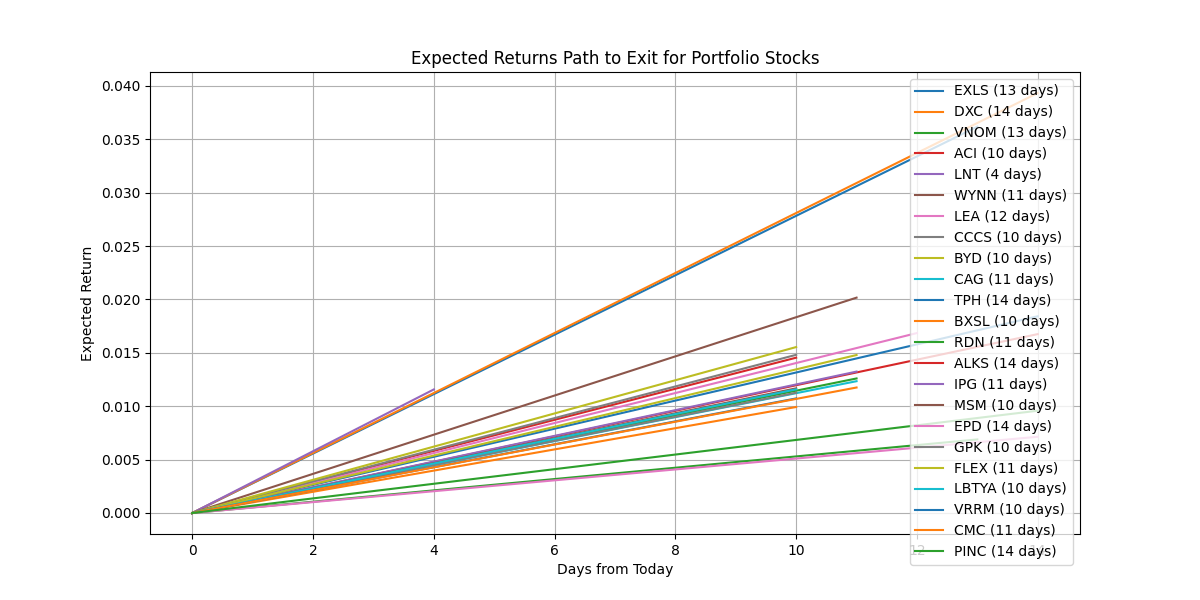 Expected Returns Path to Exit for Portfolio Stocks
Expected Return
0.040
0.035
0.030
0.025
0.020
0.015
0.010
0.005
0.000
EXLS (13 days)
DXC (14 days)
VNOM (13 days)
ACI (10 days)
LNT (4 days)
WYNN (11 days)
LEA (12 days)
CCCS (10 days)
BYD (10 days)
CAG (11 days)
TPH (14 days)
BXSL (10 days)
RDN (11 days)
ALKS (14 days)
IPG (11 days)
MSM (10 days)
EPD (14 days)
GPK (10 days)
FLEX (11 days)
LBTYA (10 days)
VRRM (10 days)
CMC (11 days)
PINC (14 days)
0 2 4 6 8 10 12
Days from Today